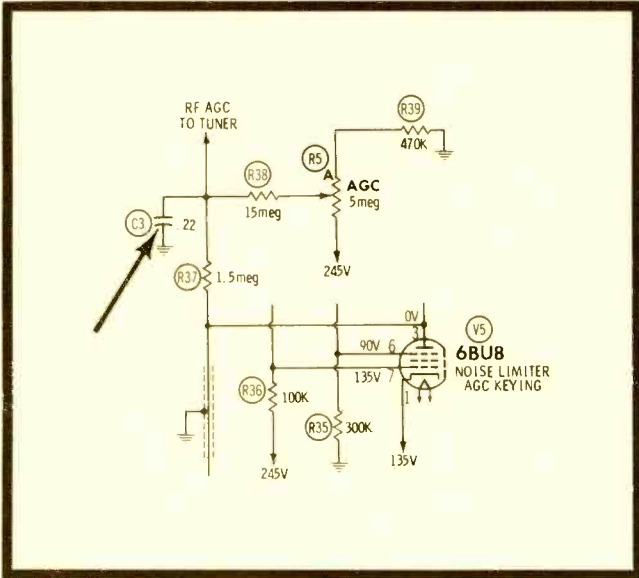 RF AGC
TO TUNER
R39
470K
R5
A
AGC
5meg
R38
15meg
C3
.22
245V
R37
1.5meg
0V
3
V5
6BU8
NOISE LIMITER
AGC KEYING
90V 6
135V 7
1
R36
100K
R35
300K
245V
135V